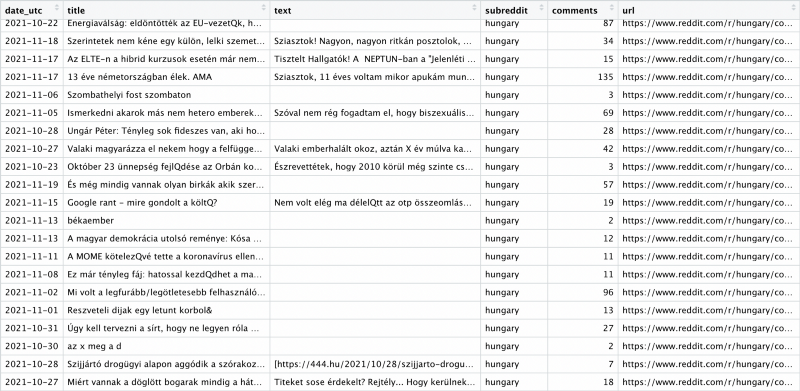 date_utc title text subreddit comments url
2021-10-22 Energiaválság: eldöntötték az EU-vezetQk, h... hungary 87 https://www.reddit.com/r/hungary/co...
2021-11-18 Szerintetek nem kéne egy külön, lelki szemet... Sziasztok! Nagyon, nagyon ritkán posztolok, ... hungary 34 https://www.reddit.com/r/hungary/co...
2021-11-17 Az ELTE-n a hibrid kurzusok esetén már nem... Tisztelt Hallgatók! A NEPTUN-ban a "Jelenléti ... hungary 15 https://www.reddit.com/r/hungary/co...
2021-11-17 13 éve németországban élek. AMA Sziasztok, 11 éves voltam mikor apukám mun... hungary 135 https://www.reddit.com/r/hungary/co...
2021-11-06 Szombathelyi fost szombaton hungary 3 https://www.reddit.com/r/hungary/co...
2021-11-05 Ismerkedni akarok más nem hetero emberek... Szóval nem rég fogadtam el, hogy biszexuális... hungary 69 https://www.reddit.com/r/hungary/co...
2021-10-28 Ungár Péter: Tényleg sok fideszes van, aki ho... hungary 28 https://www.reddit.com/r/hungary/co...
2021-10-27 Valaki magyarázza el nekem hogy a felfügge... Valaki emberhalált okoz, aztán X év múlva ka... hungary 42 https://www.reddit.com/r/hungary/co...
2021-10-23 Október 23 ünnepség fejlQdése az Orbán ko... Észrevettétek, hogy 2010 körül még szinte cs... hungary 3 https://www.reddit.com/r/hungary/co...
2021-11-19 És még mindig vannak olyan birkák akik szer... hungary 57 https://www.reddit.com/r/hungary/co...
2021-11-15 Google rant - mire gondolt a költQ? Nem volt elég ma délelQtt az otp összeomlás... hungary 19 https://www.reddit.com/r/hungary/co...
2021-11-13 békaember hungary 2 https://www.reddit.com/r/hungary/co...
2021-11-13 A magyar demokrácia utolsó reménye: Kósa ... hungary 12 https://www.reddit.com/r/hungary/co...
2021-11-11 A MOME kötelezQvé tette a koronavírus ellen... hungary 11 https://www.reddit.com/r/hungary/co...
2021-11-08 Ez már tényleg fáj: hatossal kezdQdhet a ma... hungary 11 https://www.reddit.com/r/hungary/co...
2021-11-02 Mi volt a legfurább/legötletesebb felhasználó... hungary 96 https://www.reddit.com/r/hungary/co...
2021-11-01 Reszveteli dijak egy letunt korbol& hungary 13 https://www.reddit.com/r/hungary/co...
2021-10-31 Úgy kell tervezni a sírt, hogy ne legyen róla ... hungary 27 https://www.reddit.com/r/hungary/co...
2021-10-30 az x meg a d hungary 2 https://www.reddit.com/r/hungary/co...
2021-10-28 Szijjártó drogügyi alapon aggódik a szórakoz... [https://444.hu/2021/10/28/szijjarto-drogu... hungary 7 https://www.reddit.com/r/hungary/co...
2021-10-27 Miért vannak a döglött bogarak mindig a hát... Titeket sose érdekelt? Rejtély... Hogy kerülnek... hungary 18 https://www.reddit.com/r/hungary/co...